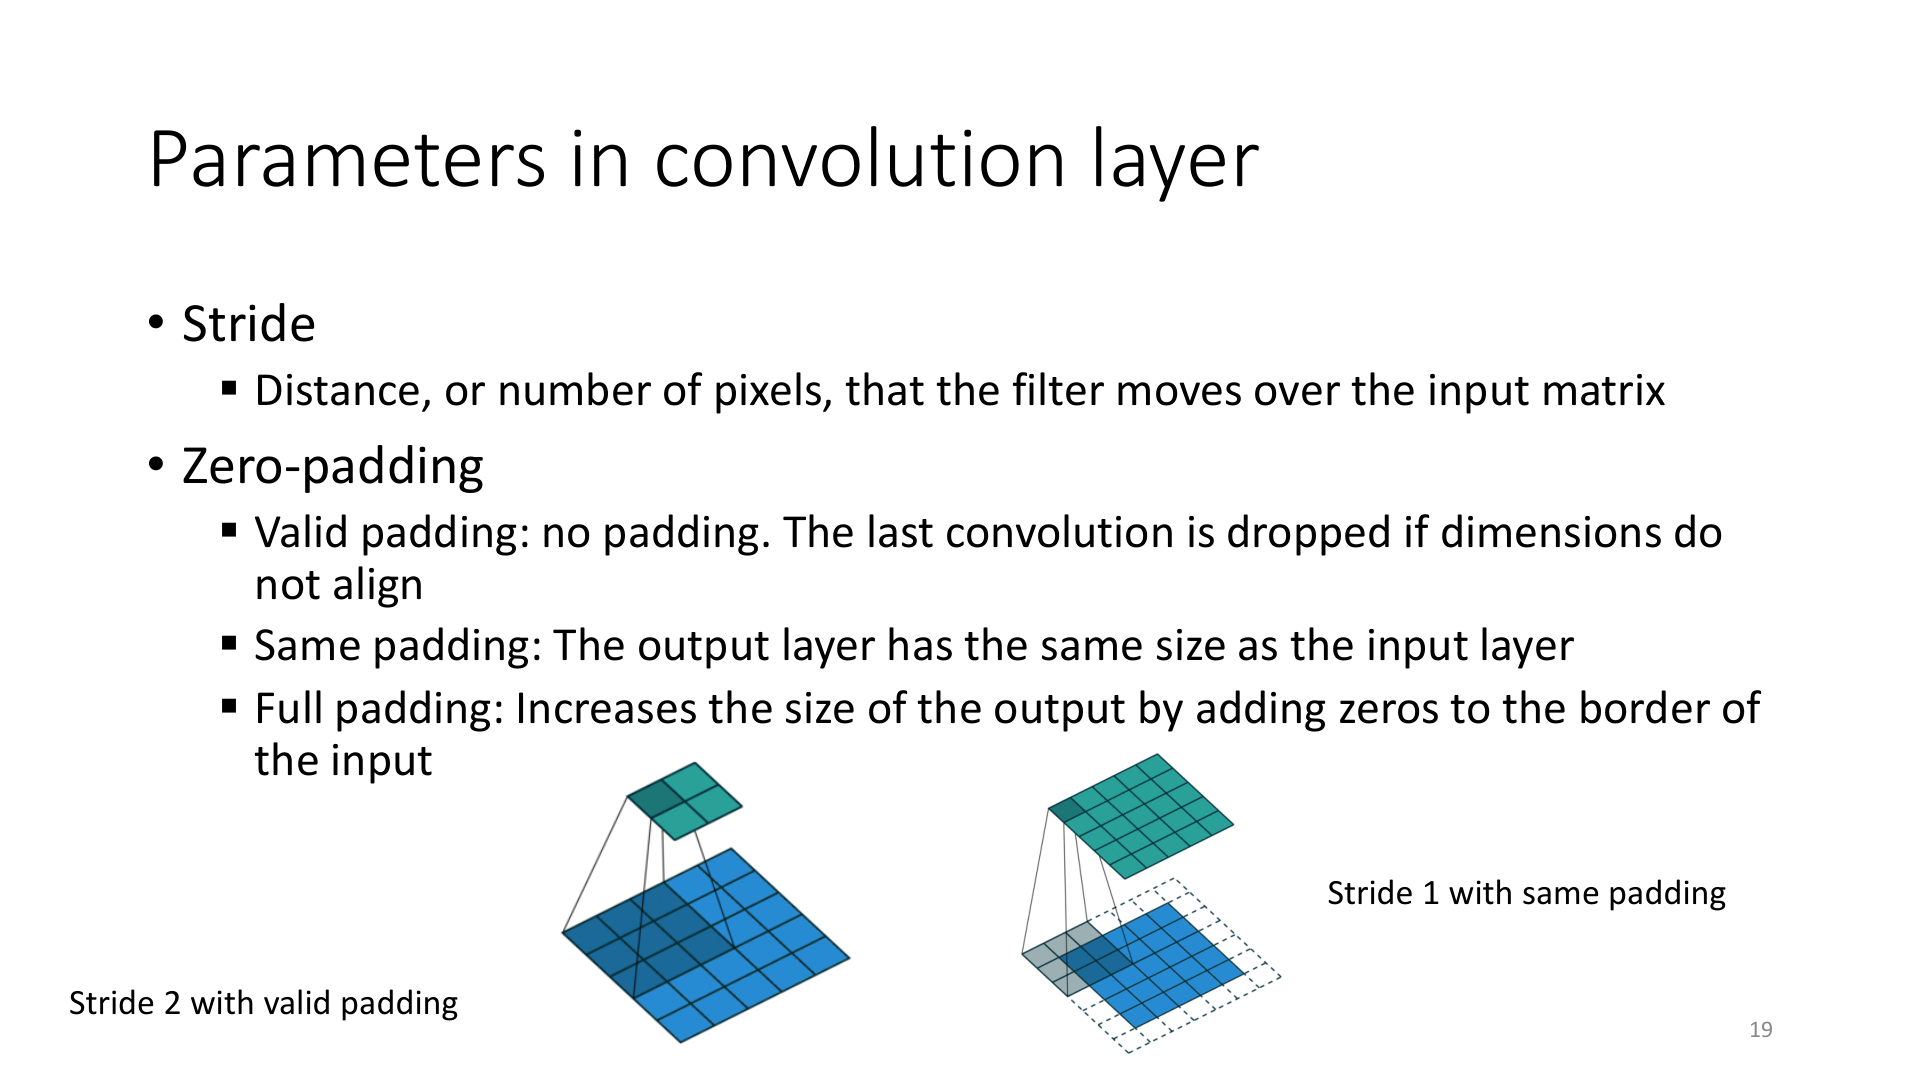 Parameters in convolution layer
• Stride
▪ Distance, or number of pixels, that the filter moves over the input matrix
• Zero-padding
▪ Valid padding: no padding. The last convolution is dropped if dimensions do
not align
▪ Same padding: The output layer has the same size as the input layer
▪ Full padding: Increases the size of the output by adding zeros to the border of
the input
Stride 1 with same padding
Stride 2 with valid padding
19